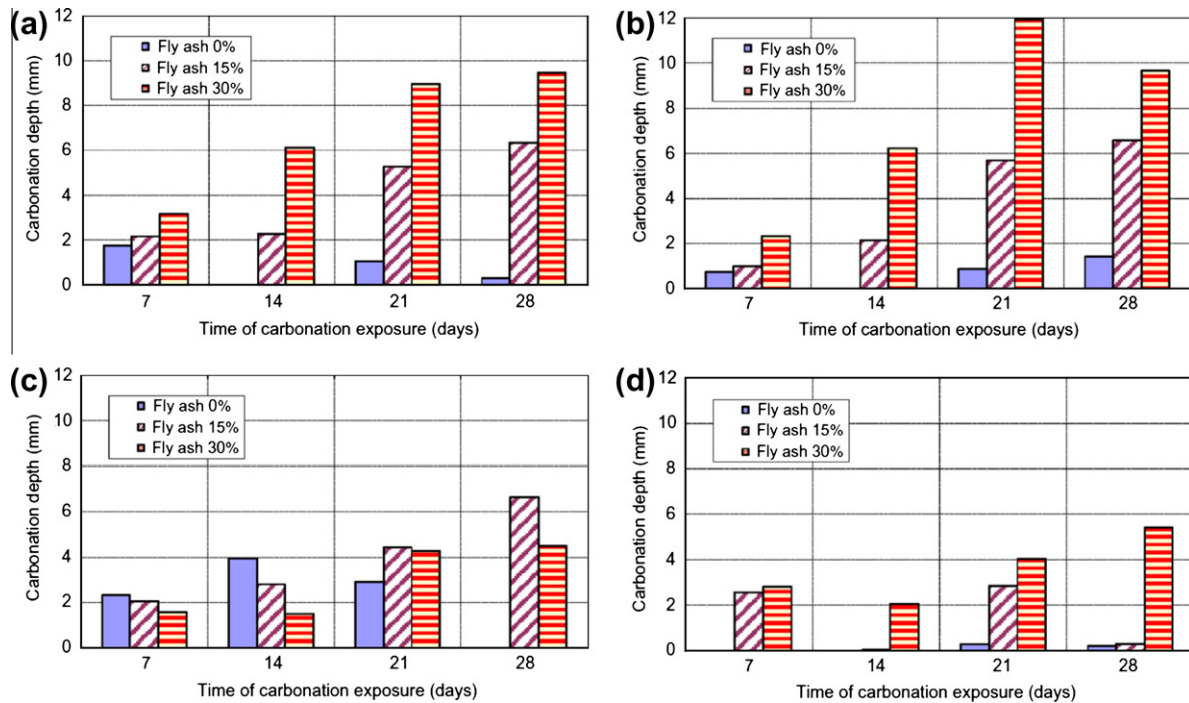 (a)
12
10
8
6
4
2
0
Carbonation depth (mm)
Fly ash 0%
Fly ash 15%
Fly ash 30%
7 14 21 28
Time of carbonation exposure (days)
(b)
12
10
8
6
4
2
0
Carbonation depth (mm)
Fly ash 0%
Fly ash 15%
Fly ash 30%
7 14 21 28
Time of carbonation exposure (days)
(c)
12
10
8
6
4
2
0
Carbonation depth (mm)
Fly ash 0%
Fly ash 15%
Fly ash 30%
7 14 21 28
Time of carbonation exposure (days)
(d)
12
10
8
6
4
2
0
Carbonation depth (mm)
Fly ash 0%
Fly ash 15%
Fly ash 30%
7 14 21 28
Time of carbonation exposure (days)